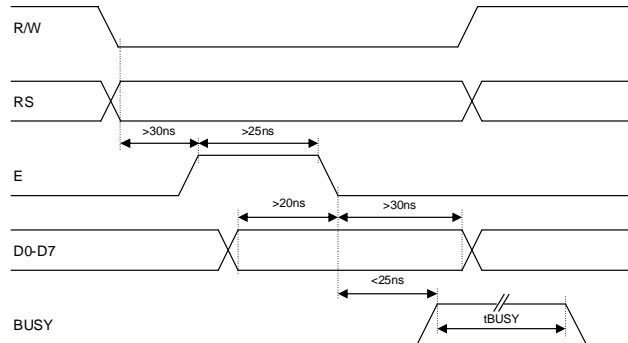 R/W
RS
>30ns >25ns
E
>20ns >30ns
D0-D7
<25ns
BUSY tBUSY